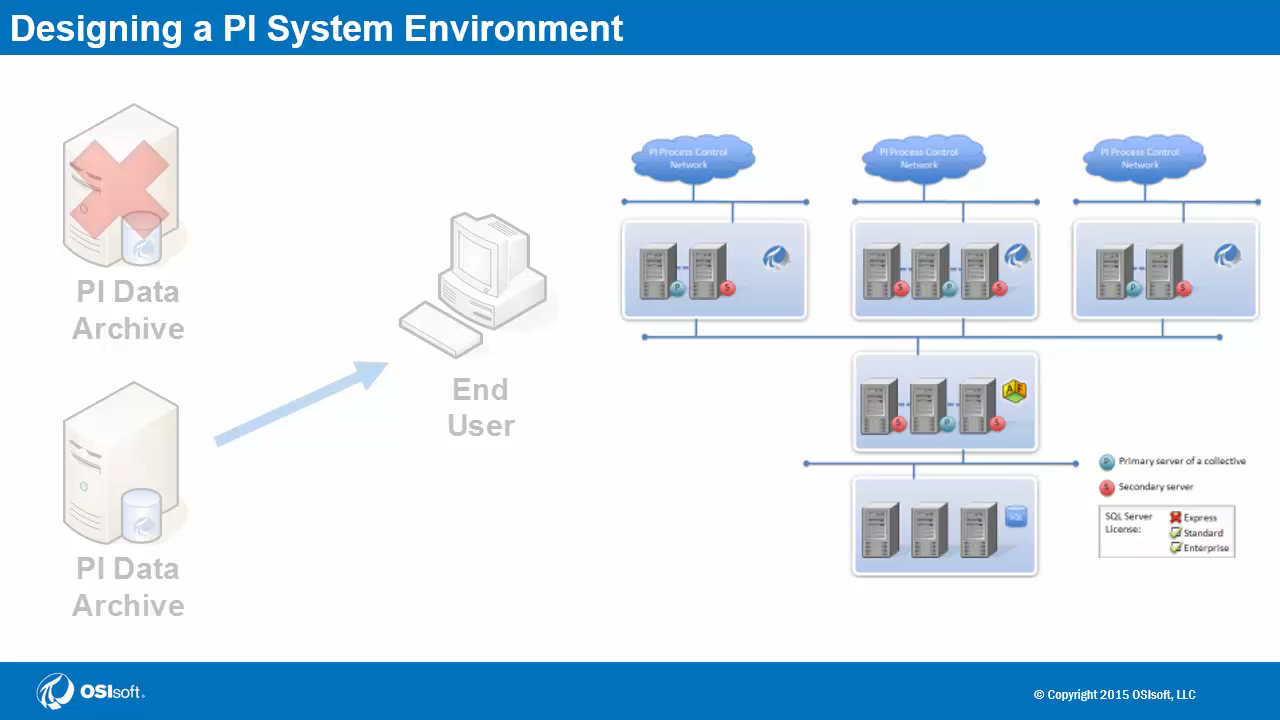 Designing a PI System Environment
PI Data
Archive
End
User
PI Data
Archive
PI Process Control
Network
PI Process Control
Network
PI Process Control
Network
P
S
S
P
S
P
S
S
P
S
AF
SQL
P Primary server of a collective
S Secondary server
SQL Server
License:
Express
Standard
Enterprise
OSIsoft.
© Copyright 2015 OSIsoft, LLC